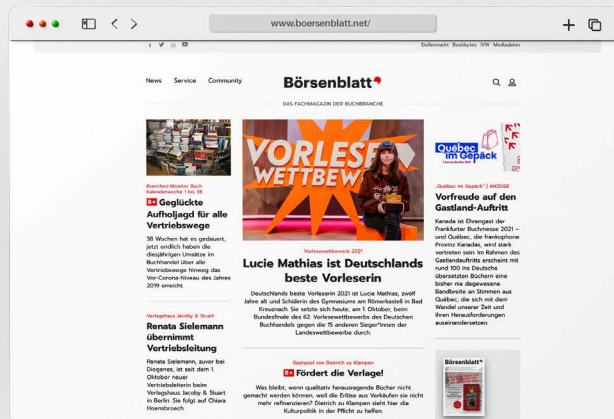 www.boersenblatt.net/
Stellenmarkt Bookbytes IVW Mediadaten
News Service Community
Börsenblatt
DAS FACHMAGAZIN DER BUCHBRANCHE
Branchen-Monitor Buch
Kalenderwoche 1 bis 38
B+ Geglückte
Aufholjagd für alle
Vertriebswege
38 Wochen hat es gedauert,
jetzt endlich haben die
diesjährigen Umsätze im
Buchhandel über alle
Vertriebswege hinweg das
Vor-Corona-Niveau des Jahres
2019 erreicht.
Verlagshaus Jacoby & Stuart
Renata Sielemann
übernimmt
Vertriebsleitung
Renata Sielemann, zuvor bei
Diogenes, ist seit dem 1.
Oktober neuer
Vertriebsleiterin beim
Verlagshaus Jacoby & Stuart
in Berlin. Sie folgt auf Chiara
Hoensbroech.
VORLESE
WETTBEW
Vorlesewettbewerb 2021
Lucie Mathias ist Deutschlands
beste Vorleserin
Deutschlands beste Vorleserin 2021 ist Lucie Mathias, zwölf
Jahre alt und Schülerin des Gymnasiums am Römerkastell in Bad
Kreuznach. Sie setzte sich heute, am 1. Oktober, beim
Bundesfinale des 62. Vorlesewettbewerbs des Deutschen
Buchhandels gegen die 15 anderen Sieger*innen der
Landeswettbewerbe durch.
Gastspiel von Dietrich zu Klampen
B+ Fördert die Verlage!
Was bleibt, wenn qualitativ herausragende Bücher nicht
gemacht werden können, weil die Erlöse aus Verkäufen sie nicht
mehr refinanzieren? Dietrich zu Klampen sieht hier die
Kulturpolitik in der Pflicht zu helfen.
Québec
im Gepäck
„Québec im Gepäck“ | ANZEIGE
Vorfreude auf den
Gastland-Auftritt
Kanada ist Ehrengast der
Frankfurter Buchmesse 2021 –
und Québec, die frankophone
Provinz Kanadas, wird stark
vertreten sein: Im Rahmen des
Gastlandauftritts erscheint mit
rund 100 ins Deutsche
übersetzten Büchern eine
bisher nie dagewesene
Bandbreite an Stimmen aus
Québec, die sich mit dem
Wandel unserer Zeit und
ihren Herausforderungen
auseinandersetzen.
Börsenblatt